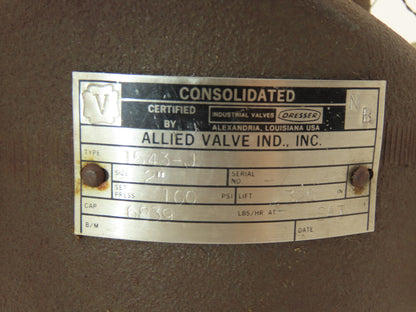 V CONSOLIDATED N B
CERTIFIED BY INDUSTRIAL VALVES DRESSER
ALEXANDRIA, LOUISIANA USA
ALLIED VALVE IND., INC.
TYPE 1543-J
SIZE 2" SERIAL NO
SET PRESS 100 PSI LIFT IN
CAP 6639 LBS/HR AT
B/M DATE